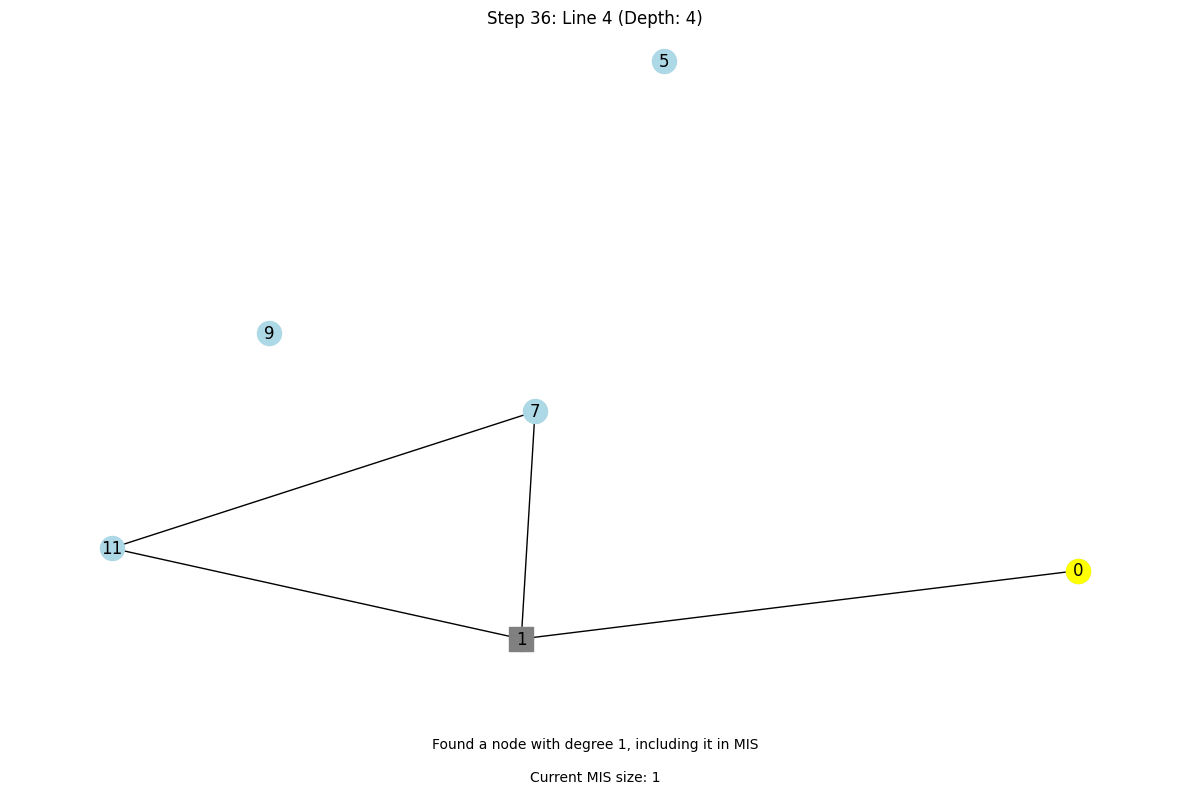 Step 36: Line 4 (Depth: 4)
5
9
7
11
0
1
Found a node with degree 1, including it in MIS
Current MIS size: 1